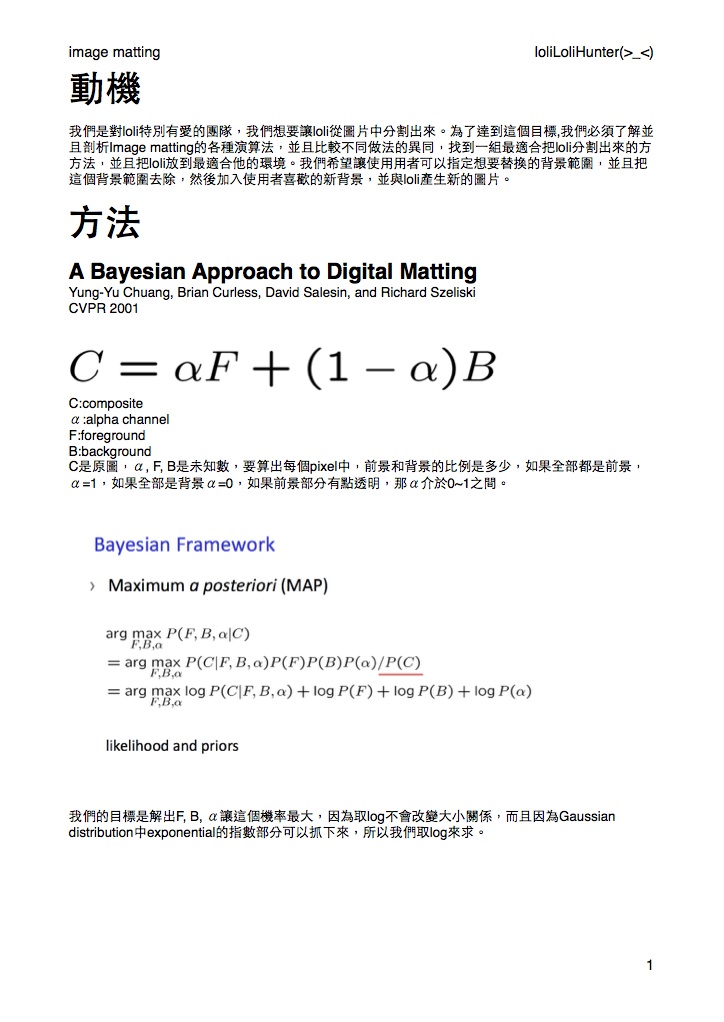 image matting
loliLoliHunter(>_<)
動機
我們是對loli特別有愛的團隊，我們想要讓loli從圖片中分割出來。為了達到這個目標,我們必須了解並
且剖析Image matting的各種演算法，並且比較不同做法的異同，找到一組最適合把loli分割出來的方
方法，並且把loli放到最適合他的環境。我們希望讓使用用者可以指定想要替換的背景範圍，並且把
這個背景範圍去除，然後加入使用者喜歡的新背景，並與loli產生新的圖片。
方法
A Bayesian Approach to Digital Matting
Yung-Yu Chuang, Brian Curless, David Salesin, and Richard Szeliski
CVPR 2001
C = αF + (1 − α)B
C:composite
α:alpha channel
F:foreground
B:background
C是原圖，α, F, B是未知數，要算出每個pixel中，前景和背景的比例是多少，如果全部都是前景，
α=1，如果全部是背景α=0，如果前景部分有點透明，那α介於0~1之間。
Bayesian Framework
› Maximum a posteriori (MAP)
arg max P(F, B, α|C)
F,B,α
= arg max P(C|F, B, α)P(F)P(B)P(α)/P(C)
F,B,α
= arg max log P(C|F, B, α) + log P(F) + log P(B) + log P(α)
F,B,α
likelihood and priors
我們的目標是解出F, B, α讓這個機率最大，因為取log不會改變大小關係，而且因為Gaussian
distribution中exponential的指數部分可以抓下來，所以我們取log來求。
1